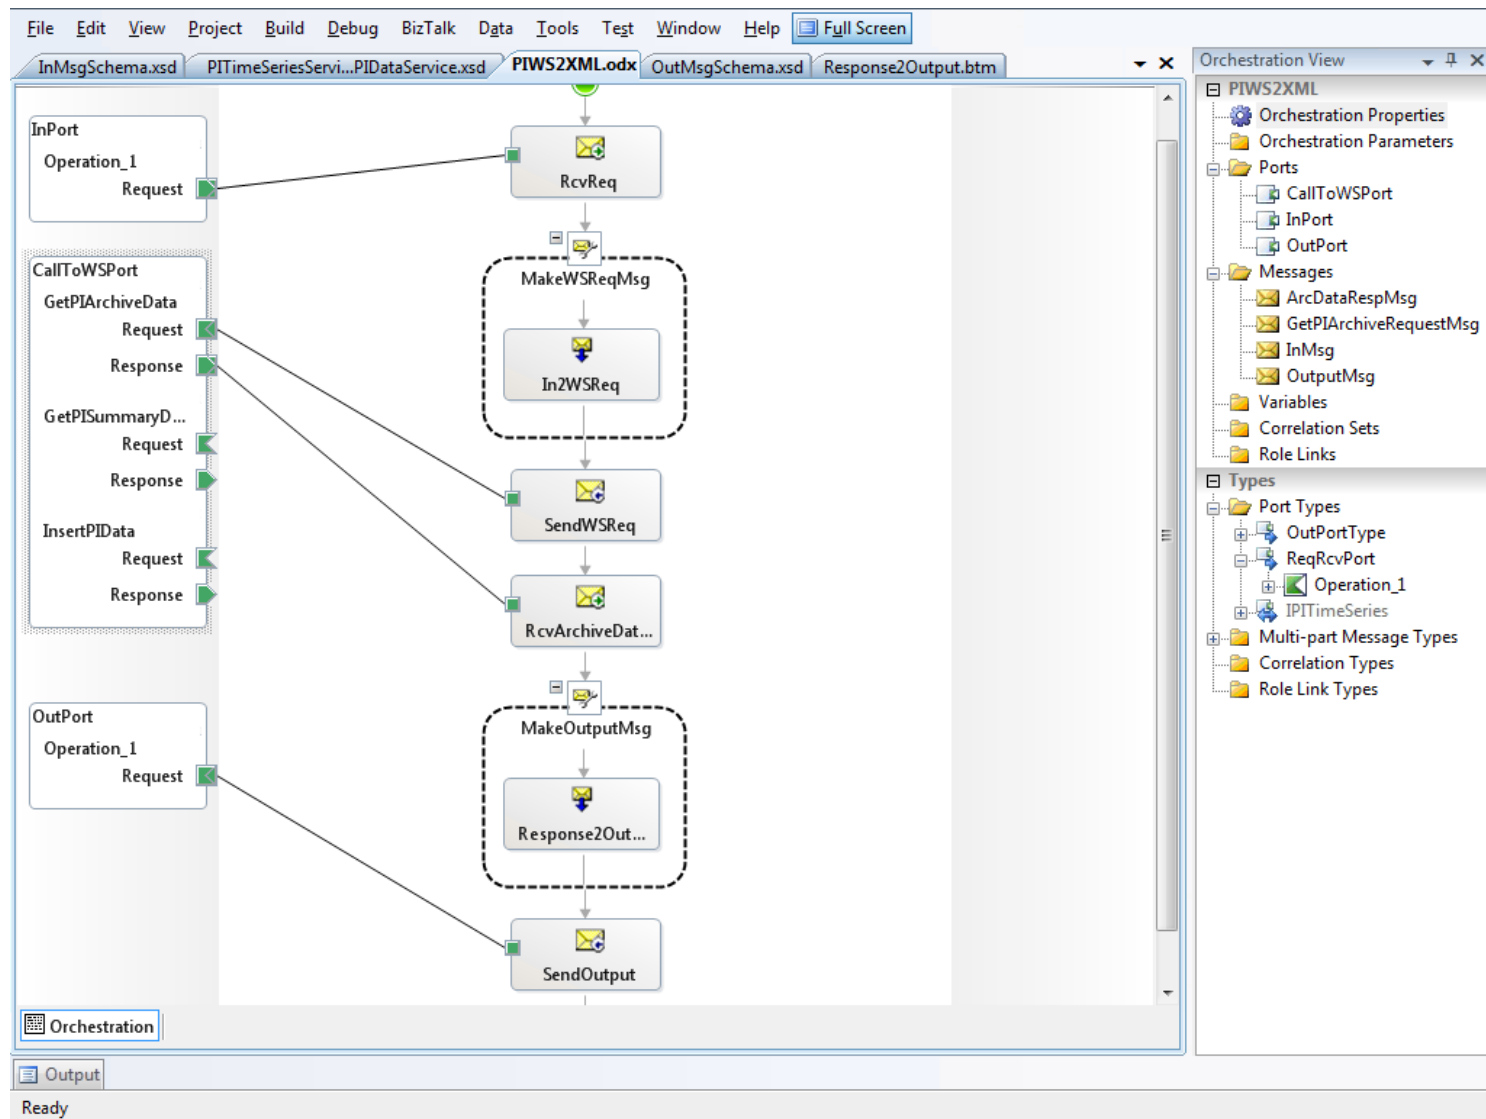 File Edit View Project Build Debug BizTalk Data Tools Test Window Help Full Screen
InMsgSchema.xsd PITimeSeriesServi...PIDataService.xsd PIWS2XML.odx OutMsgSchema.xsd Response2Output.btm
InPort
Operation_1
Request
RcvReq
CallToWSPort
GetPIArchiveData
Request
Response
GetPISummaryD...
Request
Response
InsertPIData
Request
Response
MakeWSReqMsg
In2WSReq
SendWSReq
RcvArchiveDat...
MakeOutputMsg
Response2Out...
SendOutput
OutPort
Operation_1
Request
Orchestration
Orchestration View
PIWS2XML
Orchestration Properties
Orchestration Parameters
Ports
CallToWSPort
InPort
OutPort
Messages
ArcDataRespMsg
GetPIArchiveRequestMsg
InMsg
OutputMsg
Variables
Correlation Sets
Role Links
Types
Port Types
OutPortType
ReqRcvPort
Operation_1
IPITimeSeries
Multi-part Message Types
Correlation Types
Role Link Types
Output
Ready